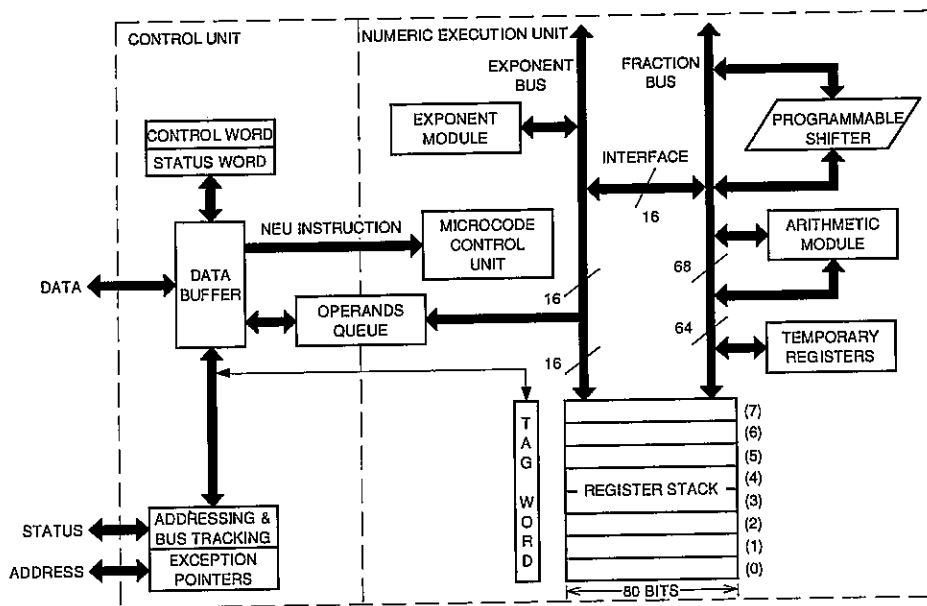 CONTROL UNIT
NUMERIC EXECUTION UNIT
EXPONENT
BUS
FRACTION
BUS
CONTROL WORD
STATUS WORD
EXPONENT
MODULE
PROGRAMMABLE
SHIFTER
INTERFACE
16
NEU INSTRUCTION
MICROCODE
CONTROL
UNIT
ARITHMETIC
MODULE
DATA
DATA
BUFFER
OPERANDS
QUEUE
16
68
64
16
TEMPORARY
REGISTERS
TAG WORD
(7)
(6)
(5)
(4)
REGISTER STACK
(3)
(2)
(1)
(0)
80 BITS
STATUS
ADDRESSING &
BUS TRACKING
ADDRESS
EXCEPTION
POINTERS